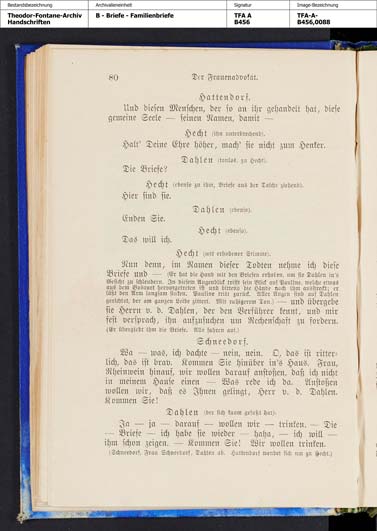 Bestandsbezeichnung
Archivalieneinheit
Signatur
Image-Bezeichnung
Theodor-Fontane-Archiv
Handschriften
B - Briefe - Familienbriefe
TFA A
B456
TFA-A-
B456,0088
80
Der Frauenadvokat.
Hattendorf.
Und diesen Menschen, der so an ihr gehandelt hat, diese
gemeine Seele — seinen Namen, damit —
Hecht (ihn unterbrechend).
Halt' Deine Ehre höher, mach' sie nicht zum Henker.
Dahlen (tonlos, zu Hecht).
Die Briefe?
Hecht (ebenso zu ihm, Briefe aus der Tasche ziehend).
Hier sind sie.
Dahlen (ebenso).
Enden Sie.
Hecht (ebenso).
Das will ich.
Hecht (mit erhobener Stimme).
Nun denn, im Namen dieser Todten nehme ich diese
Briefe und — (Er hat die Hand mit den Briefen erhoben, um sie Dahlen in's
Gesicht zu schleudern. In diesem Augenblick trifft sein Blick auf Pauline, welche etwas
aus dem Boskett hervorgetreten ist und bittend die Hände nach ihm ausstreckt; er
läßt den Arm langsam sinken. Pauline tritt zurück. Aller Augen sind auf Dahlen
gerichtet, der am ganzen Leibe zittert. Mit ruhigerem Ton.) — und übergebe
sie Herrn v. d. Dahlen, der den Verführer kennt, und mir
fest versprach, ihn aufzusuchen um Rechenschaft zu fordern.
(Er übergiebt ihm die Briefe. Alle fahren auf.)
Schneedorf.
Wa — was, ich dachte — nein, nein. O, das ist ritter-
lich, das ist brav. Kommen Sie hinüber in's Haus. Frau,
Rheinwein hinauf, wir wollen darauf anstoßen, daß ich nicht
in meinem Hause einen — Was rede ich da. Anstoßen
wollen wir, daß es Ihnen gelingt, Herr v. d. Dahlen.
Kommen Sie!
Dahlen (der sich kaum gefaßt hat).
Ja — ja — darauf — wollen wir — trinken. — Die
— Briefe — ich habe sie wieder — haha, — ich will —
ihm schon zeigen. — Kommen Sie! Wir wollen trinken.
(Schneedorf, Frau Schneedorf, Dahlen ab. Hattendorf wendet sich um zu Hecht.)